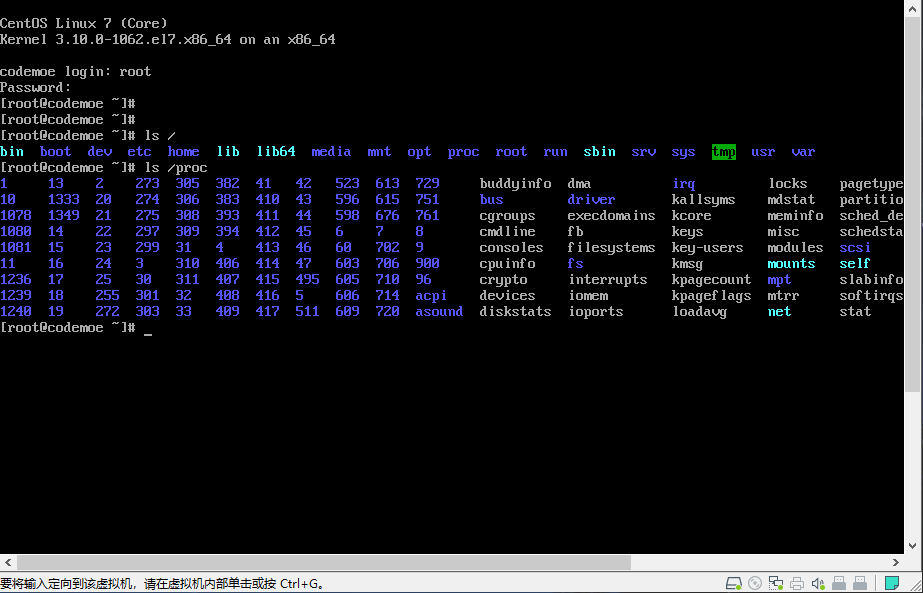 CentOS Linux 7 (Core)
Kernel 3.10.0-1062.el7.x86_64 on an x86_64
codemoe login: root
Password:
[root@codemoe ~]#
[root@codemoe ~]#
[root@codemoe ~]# ls /
bin boot dev etc home lib lib64 media mnt opt proc root run sbin srv sys tmp usr var
[root@codemoe ~]# ls /proc
1 13 2 273 305 382 41 42 523 613 729 buddyinfo dma irq locks pagetype
10 1333 20 274 306 383 410 43 596 615 751 bus driver kallsyms mdstat partitio
1078 1349 21 275 308 393 411 44 598 676 761 cgroups execdomains kcore meminfo sched_de
1080 14 22 297 309 394 412 45 6 7 8 cmdline fb keys misc schedsta
1081 15 23 299 31 4 413 46 60 702 9 consoles filesystems key-users modules scsi
11 16 24 3 310 406 414 47 603 706 900 cpuinfo fs kmsg mounts self
1236 17 25 30 311 407 415 495 605 710 96 crypto interrupts kpagecount mpt slabinfo
1239 18 255 301 32 408 416 5 606 714 acpi devices iomem kpageflags mtrr softirqs
1240 19 272 303 33 409 417 511 609 720 asound diskstats ioports loadavg net stat
[root@codemoe ~]# _
要将输入定向到该虚拟机，请在虚拟机内部单击或按 Ctrl+G。